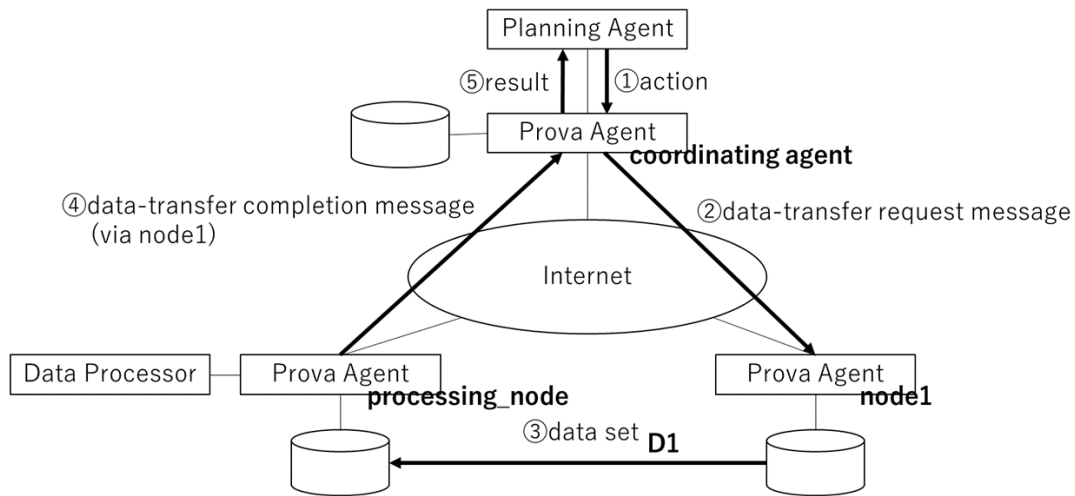 Planning Agent
⑤result
①action
Prova Agent
coordinating agent
④data-transfer completion message
(via node1)
②data-transfer request message
Internet
Data Processor
Prova Agent
processing_node
Prova Agent
node1
③data set
D1